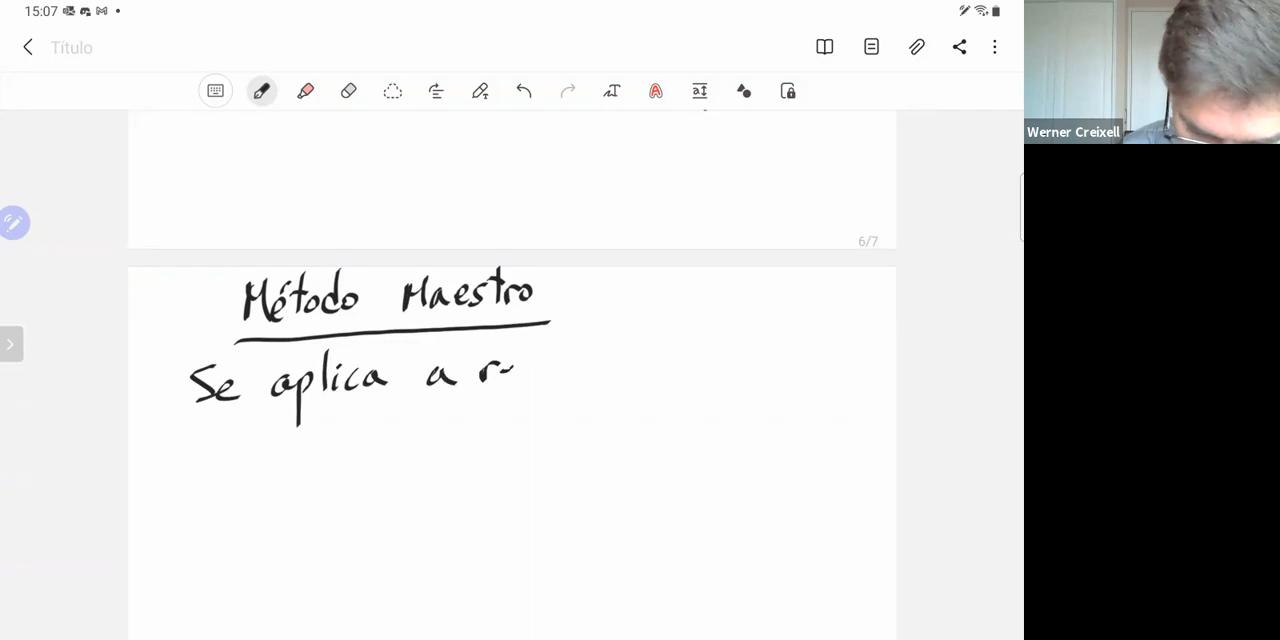 15:07
Título
Werner Creixell
6/7
Método Maestro
Se aplica a r